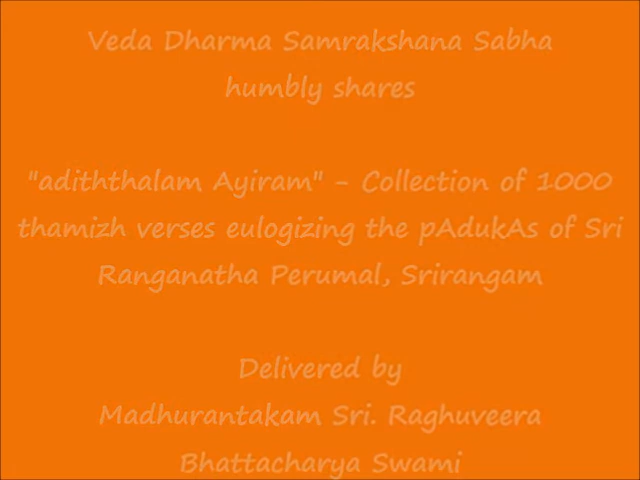 Veda Dharma Samrakshana Sabha
humbly shares
"adiththalam Ayiram" - Collection of 1000
thamizh verses eulogizing the pAdukAs of Sri
Ranganatha Perumal, Srirangam
Delivered by
Madhurantakam Sri. Raghuveera
Bhattacharya Swami